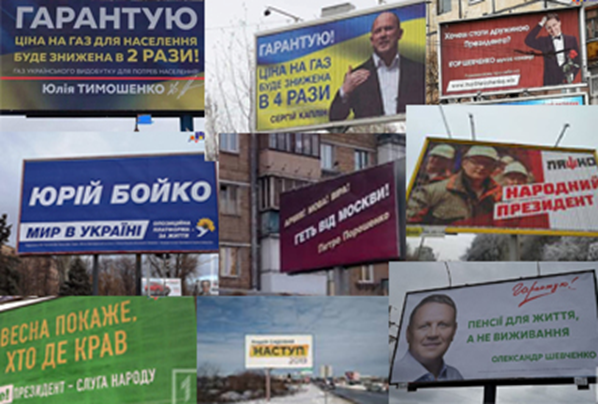 ГАРАНТУЮ
ЦІНА НА ГАЗ ДЛЯ НАСЕЛЕННЯ
БУДЕ ЗНИЖЕНА В 2 РАЗИ!
ГАЗ УКРАЇНСЬКОГО ВИДОБУТКУ ДЛЯ ПОТРЕБ НАСЕЛЕННЯ
Юлія ТИМОШЕНКО
ГАРАНТУЮ!
ЦІНА НА ГАЗ
БУДЕ ЗНИЖЕНА
В 4 РАЗИ
СЕРГІЙ КАПЛІН
Хочеш стати дружиною
Президента?
ЮРІЙ БОЙКО
МИР В УКРАЇНІ
ОПОЗИЦІЙНА
ПЛАТФОРМА -
ЗА ЖИТТЯ
АРМІЯ! МОВА! ВІРА!
ГЕТЬ ВІД МОСКВИ!
Петро Порошенко
ЛЯШКО
НАРОДНИЙ
ПРЕЗИДЕНТ
ВЕСНА ПОКАЖЕ,
ХТО ДЕ КРАВ
ПРЕЗИДЕНТ - СЛУГА НАРОДУ
НАСТУП
2019
Гарантую!
ПЕНСІЇ ДЛЯ ЖИТТЯ,
А НЕ ВИЖИВАННЯ
ОЛЕКСАНДР ШЕВЧЕНКО